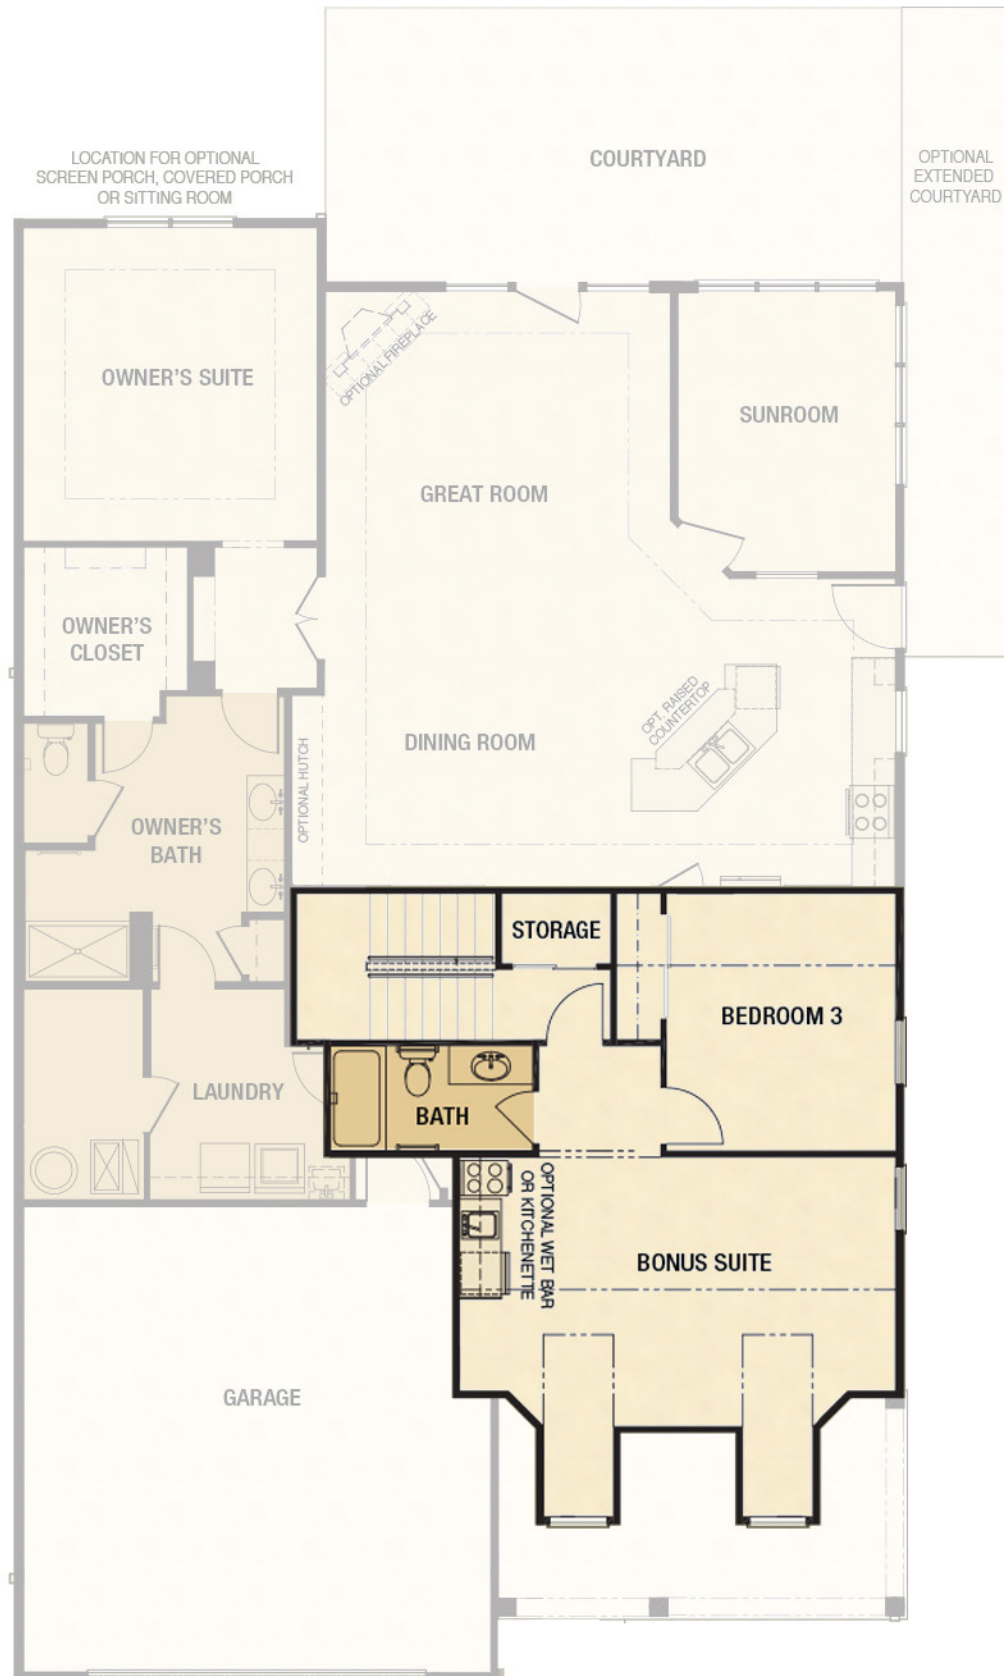 COURTYARD
OPTIONAL
EXTENDED
COURTYARD
LOCATION FOR OPTIONAL
SCREEN PORCH, COVERED PORCH
OR SITTING ROOM
OPTIONAL FIREPLACE
OWNER'S SUITE
SUNROOM
GREAT ROOM
OWNER'S
CLOSET
OPT. RAISED
COUNTERTOP
DINING ROOM
OPTIONAL HUTCH
OWNER'S
BATH
STORAGE
BEDROOM 3
LAUNDRY
BATH
OPTIONAL WET BAR
OR KITCHENETTE
BONUS SUITE
GARAGE